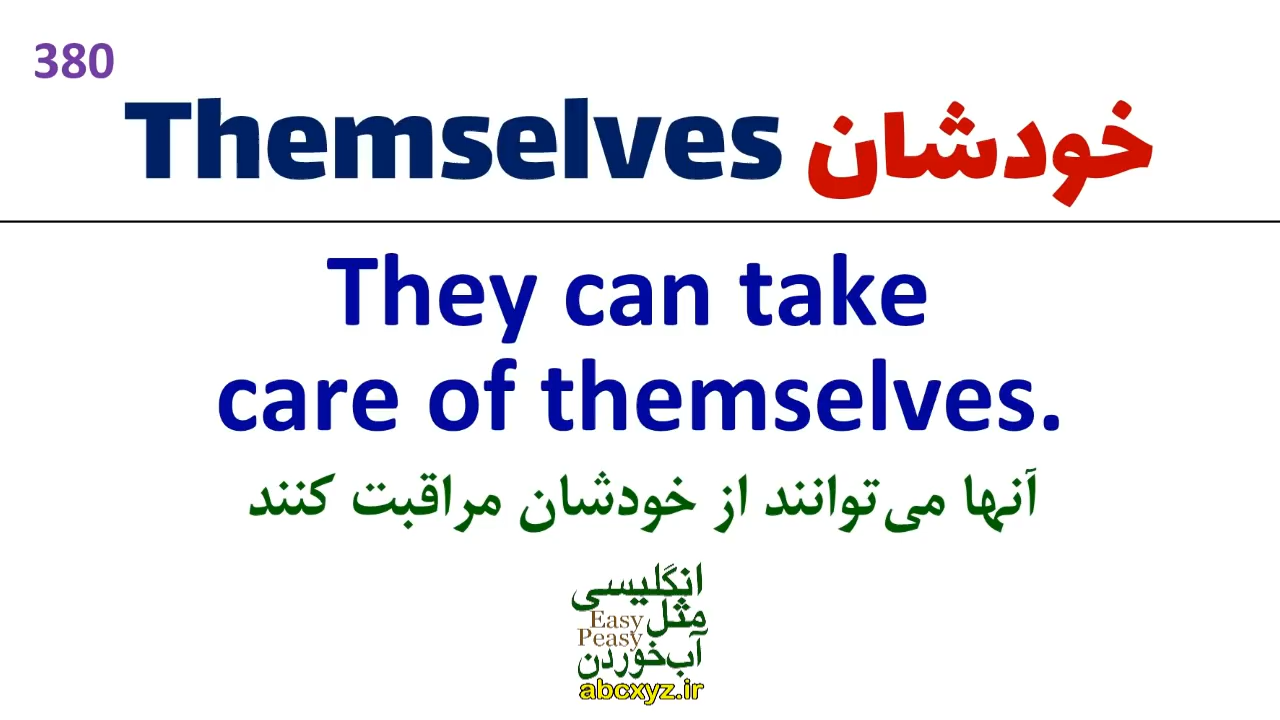 380
Themselves خودشان
They can take
care of themselves.
آنها می‌توانند از خودشان مراقبت کنند
انگلیسی
مثل Easy
Peasy
آب‌خوردن
abcxyz.ir